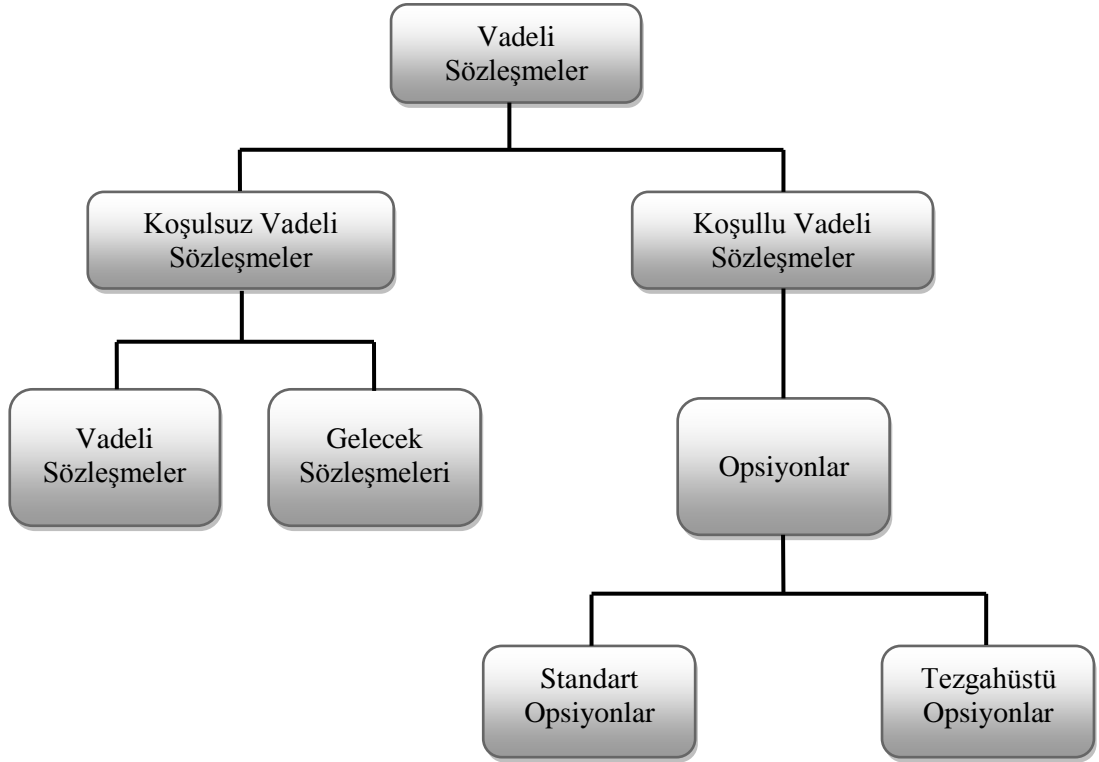 Vadeli
Sözleşmeler
Koşulsuz Vadeli
Sözleşmeler
Koşullu Vadeli
Sözleşmeler
Vadeli
Sözleşmeler
Gelecek
Sözleşmeleri
Opsiyonlar
Standart
Opsiyonlar
Tezgahüstü
Opsiyonlar